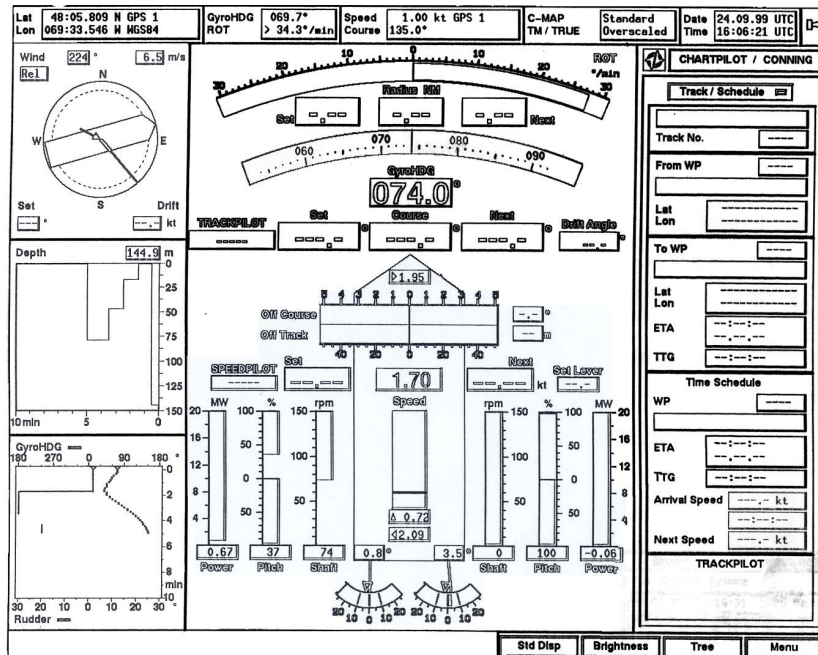 Lat 48:05.809 N GPS 1
Lon 069:33.546 W WGS84
GyroHDG 069.7°
ROT > 34.3°/min
Speed 1.00 kt GPS 1
Course 135.0°
C-MAP Standard
TM / TRUE Overscaled
Date 24.09.99 UTC
Time 16:06:21 UTC
Wind 224 ° 6.5 m/s
Rel
N
W E
S
Set Drift
---° --.- kt
Depth 144.9 m
0
25
50
75
100
125
150
10 min 5 0
GyroHDG
180 270 0 90 180 °
0
2
4
6
8
min
10
30 20 10 0 10 20 30 °
Rudder
30 20 10 0 10 20 30
ROT
°/min
Radius NM
Set -.-- -.-- -.-- Next
060 070 080 090
GyroHDG
074.0°
TRACKPILOT Set Course Next Drift Angle
----- ---.-° ---.-° ---.-° --.-°
▷1.95
5 4 3 2 1 0 1 2 3 4 5
Off Course -.- °
Off Track --- m
40 20 0 20 40
SPEEDPILOT Set Next Set Lever
----- --.-- 1.70 --.-- kt --.-
Speed
MW % rpm rpm % MW
20 100 150 150 100 20
16 50 100 100 50 16
12 12
8 0 0 8
4 50 50 50 50 4
△ 0.72
◁2.09
0.67 37 74 0.8° 3.5° 0 100 -0.06
Power Pitch Shaft Shaft Pitch Power
20 10 0 10 20 20 10 0 10 20
CHARTPILOT / CONNING
Track / Schedule
Track No. ----
From WP ----
Lat
Lon
To WP ----
Lat
Lon
ETA --:--:--
--.--.--
TTG --:--:--
Time Schedule
WP ----
ETA --:--:--
--.--.--
TTG --:--:--
Arrival Speed ---.- kt
--:--:--
Next Speed ---.- kt
TRACKPILOT
Std Disp Brightness Tree Menu